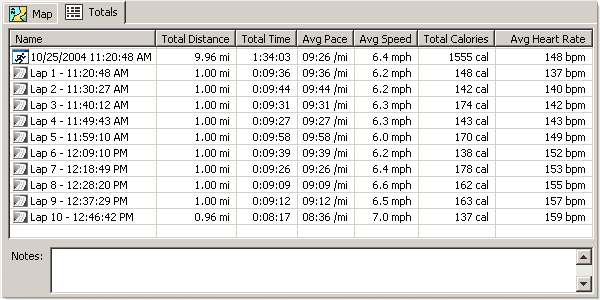 Map Totals
Name Total Distance Total Time Avg Pace Avg Speed Total Calories Avg Heart Rate
10/25/2004 11:20:48 AM 9.96 mi 1:34:03 09:26 /mi 6.4 mph 1555 cal 148 bpm
Lap 1 - 11:20:48 AM 1.00 mi 0:09:36 09:36 /mi 6.2 mph 148 cal 137 bpm
Lap 2 - 11:30:27 AM 1.00 mi 0:09:44 09:44 /mi 6.2 mph 142 cal 140 bpm
Lap 3 - 11:40:12 AM 1.00 mi 0:09:31 09:31 /mi 6.3 mph 174 cal 142 bpm
Lap 4 - 11:49:43 AM 1.00 mi 0:09:27 09:27 /mi 6.3 mph 143 cal 143 bpm
Lap 5 - 11:59:10 AM 1.00 mi 0:09:58 09:58 /mi 6.0 mph 170 cal 149 bpm
Lap 6 - 12:09:10 PM 1.00 mi 0:09:39 09:39 /mi 6.2 mph 138 cal 152 bpm
Lap 7 - 12:18:49 PM 1.00 mi 0:09:26 09:26 /mi 6.4 mph 178 cal 153 bpm
Lap 8 - 12:28:20 PM 1.00 mi 0:09:09 09:09 /mi 6.6 mph 162 cal 155 bpm
Lap 9 - 12:37:29 PM 1.00 mi 0:09:12 09:12 /mi 6.5 mph 163 cal 157 bpm
Lap 10 - 12:46:42 PM 0.96 mi 0:08:17 08:36 /mi 7.0 mph 137 cal 159 bpm
Notes: